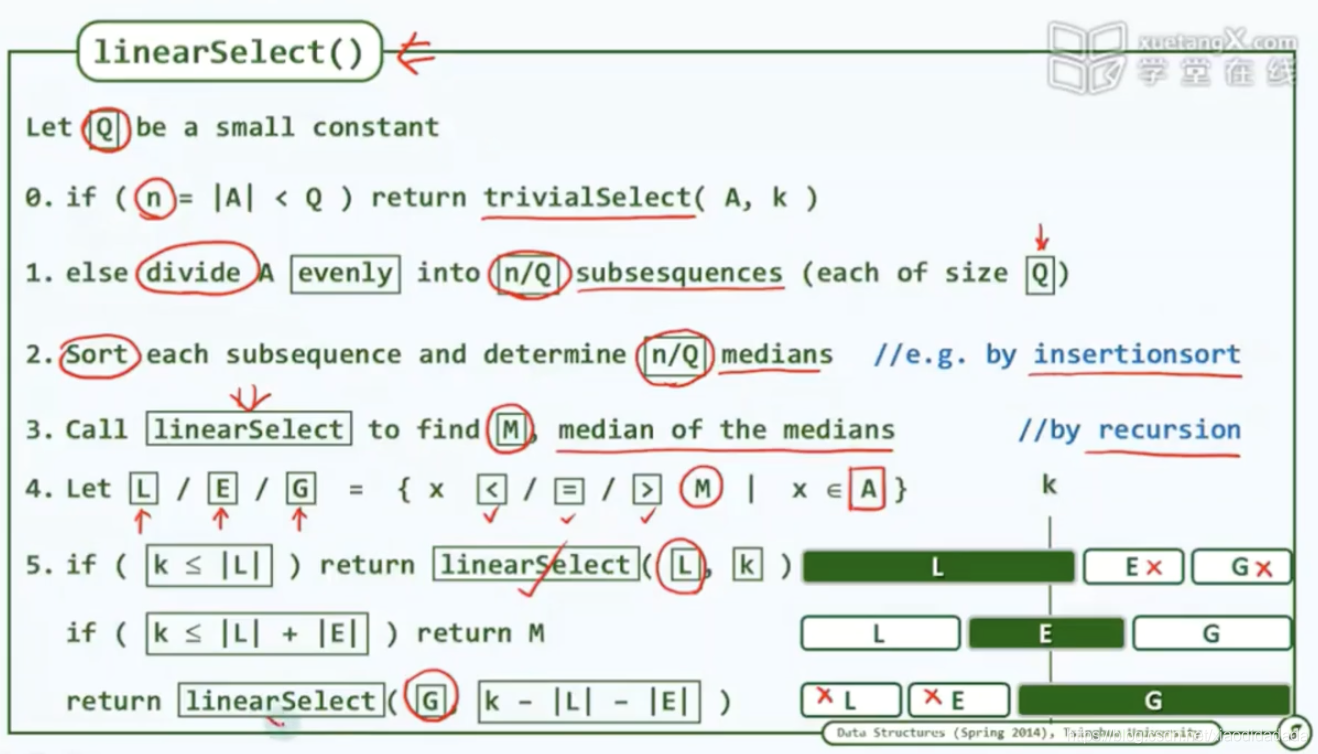 linearSelect()
xuetangX.com
学堂在线
Let Q be a small constant
0. if ( n = |A| < Q ) return trivialSelect( A, k )
1. else divide A evenly into n/Q subsesquences (each of size Q)
2. Sort each subsequence and determine n/Q medians //e.g. by insertionsort
3. Call linearSelect to find M, median of the medians //by recursion
4. Let L / E / G = { x < / = / > M | x ∈ A } k
5. if ( k ≤ |L| ) return linearSelect( L, k ) L E G
if ( k ≤ |L| + |E| ) return M L E G
return linearSelect( G, k - |L| - |E| ) L E G
Data Structures (Spring 2014), Tsinghua University